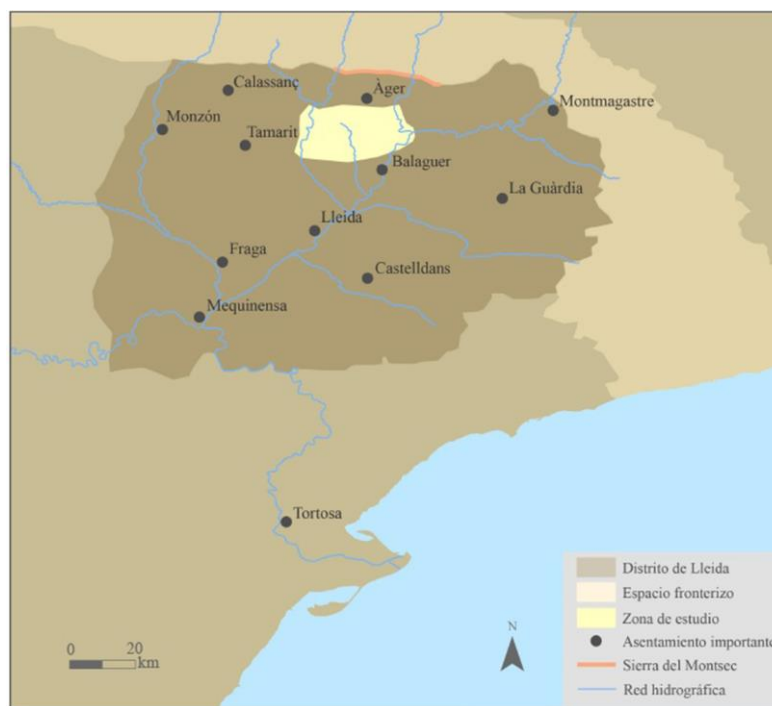 Calassanç
Àger
Montmagastre
Monzón
Tamarit
Balaguer
La Guàrdia
Lleida
Fraga
Castelldans
Mequinensa
Tortosa
Distrito de Lleida
Espacio fronterizo
Zona de estudio
Asentamiento importante
Sierra del Montsec
Red hidrográfica
N
0 20
km